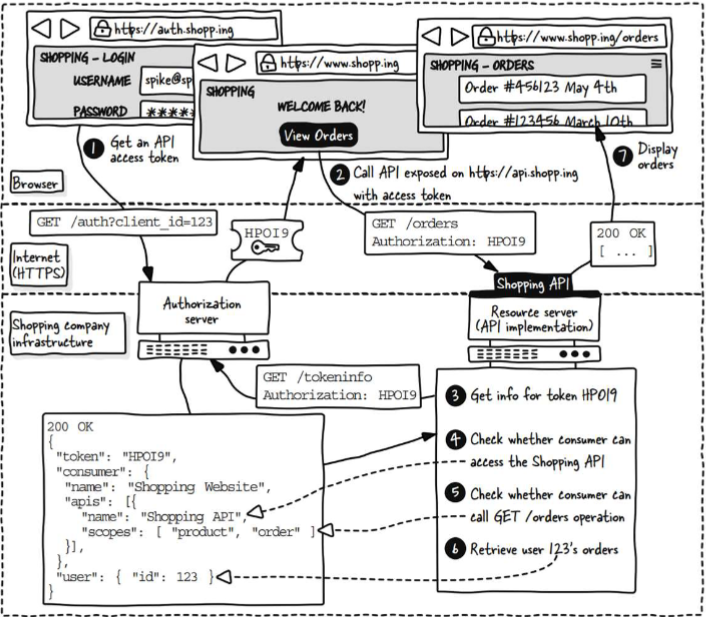 https://auth.shopp.ing
SHOPPING - LOGIN
USERNAME spike@sp
PASSWORD *****
https://www.shopp.ing
SHOPPING
WELCOME BACK!
View Orders
https://www.shopp.ing/orders
SHOPPING - ORDERS
Order #456123 May 4th
Order #123456 March 10th
1 Get an API
access token
2 Call API exposed on https://api.shopp.ing
with access token
7 Display
orders
Browser
GET /auth?client_id=123
HPOI9
GET /orders
Authorization: HPOI9
200 OK
[ ... ]
Internet
(HTTPS)
Shopping API
Authorization
server
Resource server
(API implementation)
Shopping company
infrastructure
GET /tokeninfo
Authorization: HPOI9
3 Get info for token HPOI9
4 Check whether consumer can
access the Shopping API
5 Check whether consumer can
call GET /orders operation
6 Retrieve user 123's orders
200 OK
{
"token": "HPOI9",
"consumer": {
"name": "Shopping Website",
"apis": [{
"name": "Shopping API",
"scopes": [ "product", "order" ]
}],
},
"user": { "id": 123 }
}